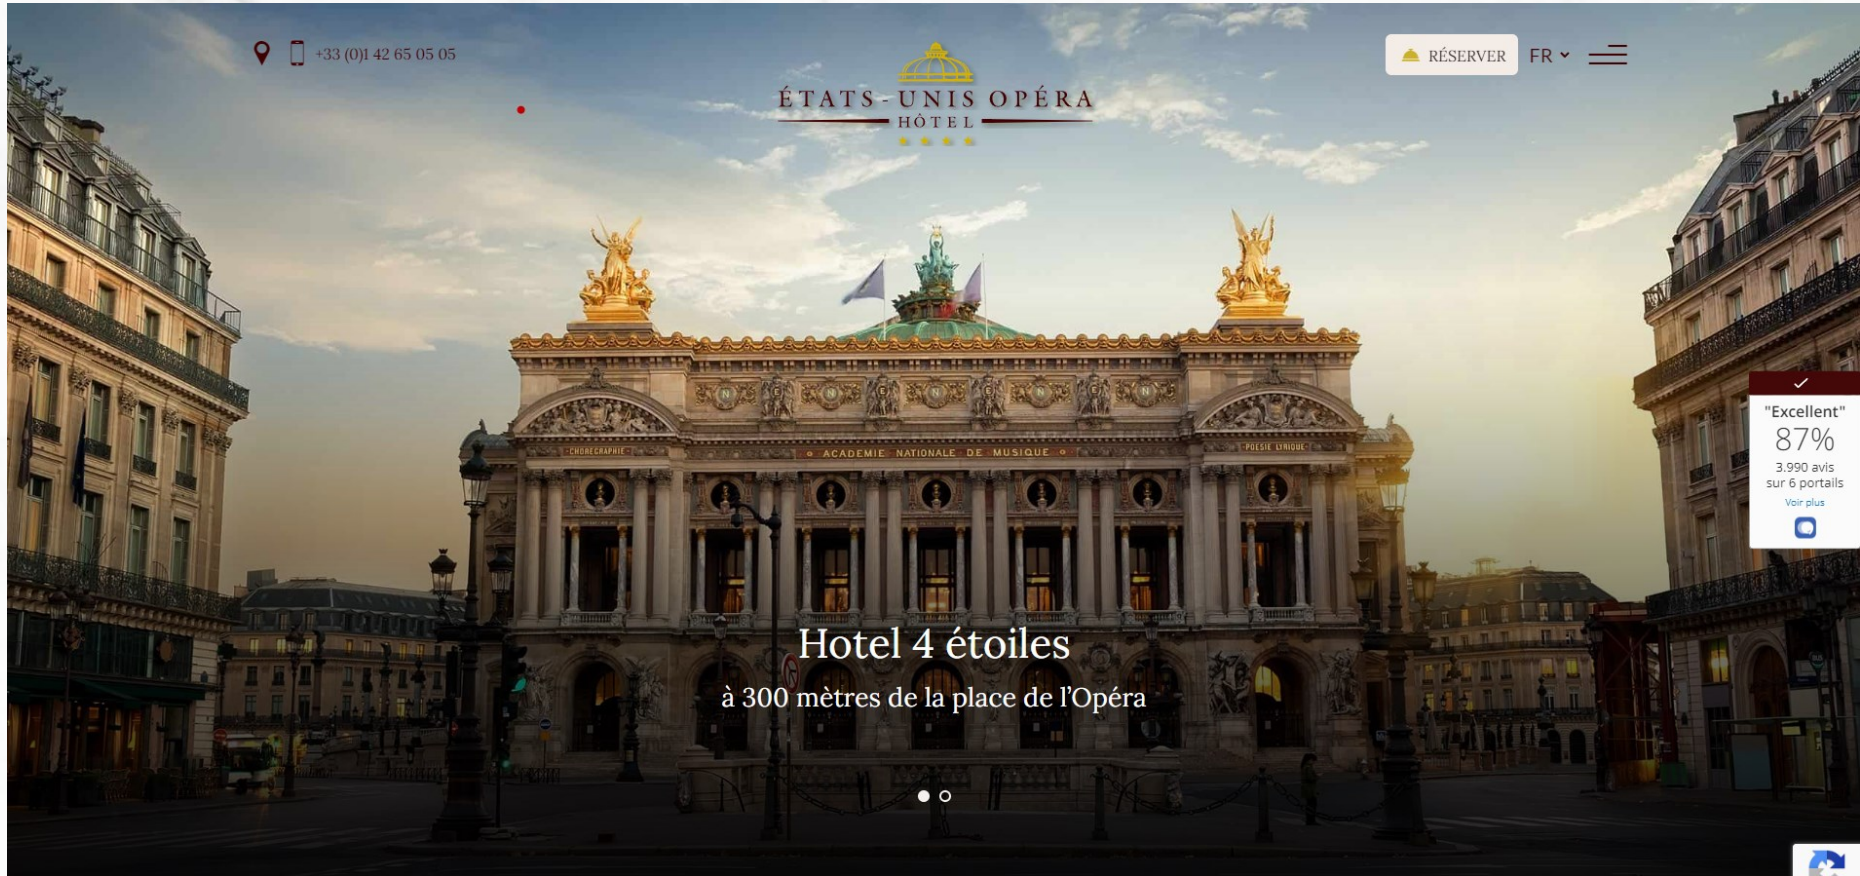 +33 (0)1 42 65 05 05
ÉTATS-UNIS OPÉRA
HÔTEL
RÉSERVER
FR
CHOREGRAPHIE
ACADEMIE NATIONALE DE MUSIQUE
POESIE LYRIQUE
"Excellent"
87%
3.990 avis
sur 6 portails
Voir plus
Hotel 4 étoiles
à 300 mètres de la place de l'Opéra